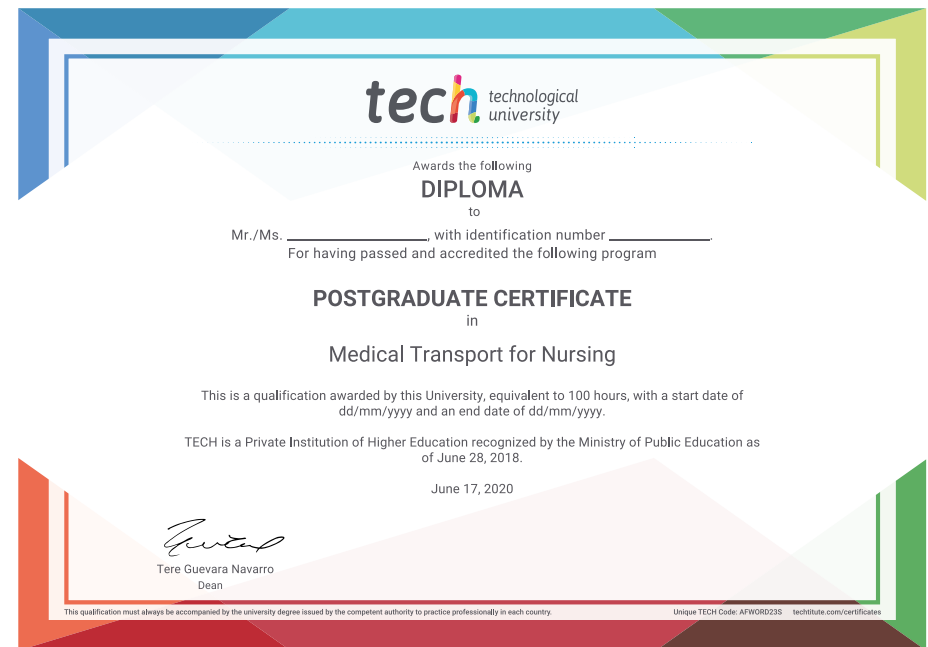 tech technological
university
Awards the following
DIPLOMA
to
Mr./Ms. ____________________, with identification number ______________.
For having passed and accredited the following program
POSTGRADUATE CERTIFICATE
in
Medical Transport for Nursing
This is a qualification awarded by this University, equivalent to 100 hours, with a start date of
dd/mm/yyyy and an end date of dd/mm/yyyy.
TECH is a Private Institution of Higher Education recognized by the Ministry of Public Education as
of June 28, 2018.
June 17, 2020
Tere Guevara Navarro
Dean
This qualification must always be accompanied by the university degree issued by the competent authority to practice professionally in each country.
Unique TECH Code: AFWORD23S techtitute.com/certificates